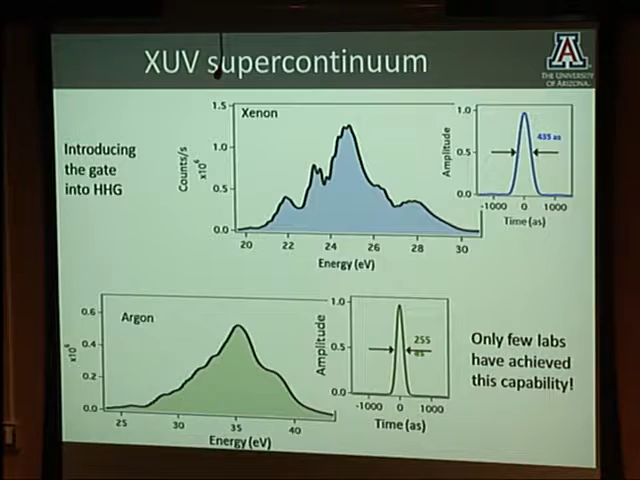 XUV supercontinuum
A
THE UNIVERSITY
OF ARIZONA.
Introducing
the gate
into HHG
Xenon
Counts/s
x10⁶
1.5
1.0
0.5
0.0
20 22 24 26 28 30
Energy (eV)
Amplitude
1.0
0.5
0.0
435 as
-1000 0 1000
Time (as)
Argon
x10⁶
0.6
0.4
0.2
0.0
25 30 35 40
Energy (eV)
Amplitude
1.0
0.5
0.0
255
as
-1000 0 1000
Time (as)
Only few labs
have achieved
this capability!